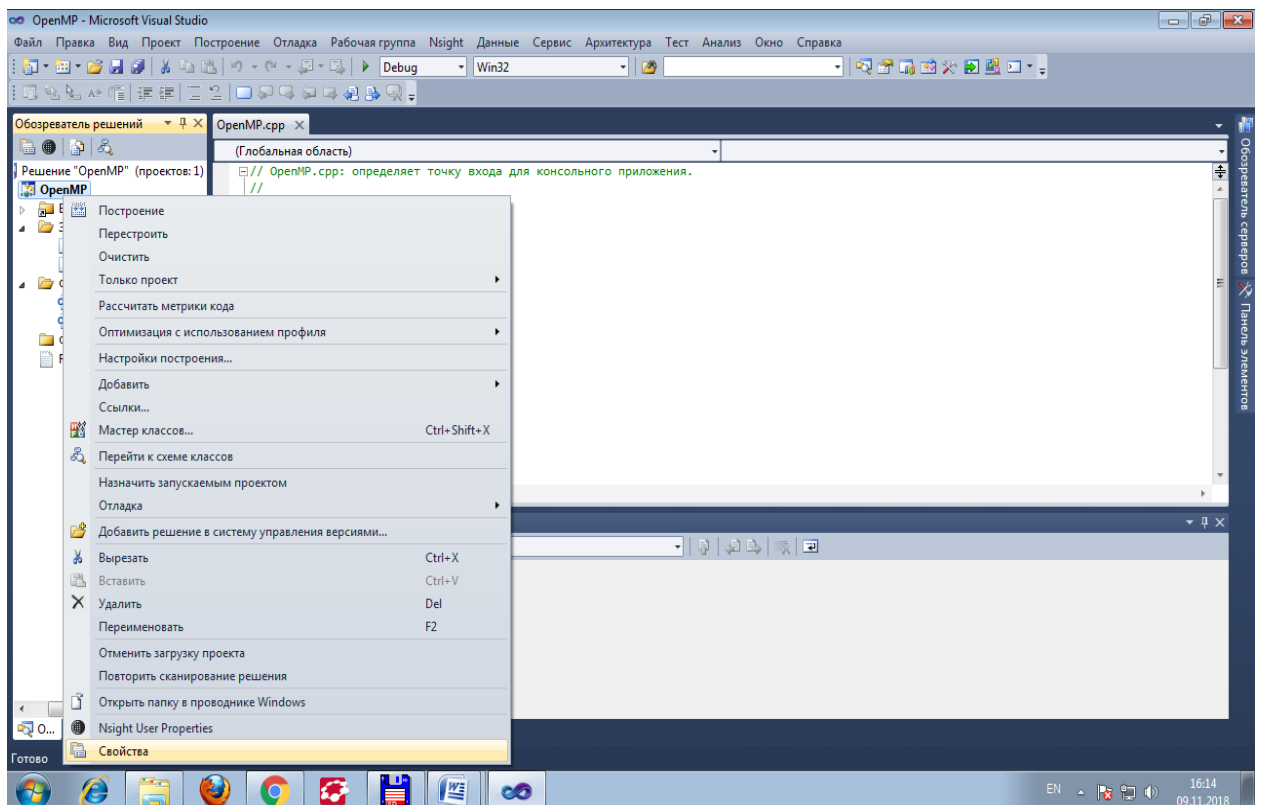 OpenMP - Microsoft Visual Studio
Файл Правка Вид Проект Построение Отладка Рабочая группа Nsight Данные Сервис Архитектура Тест Анализ Окно Справка
Debug Win32
Обозреватель решений OpenMP.cpp
(Глобальная область)
Решение "OpenMP" (проектов: 1)
// OpenMP.cpp: определяет точку входа для консольного приложения.
OpenMP
//
Построение
Перестроить
Очистить
Только проект
Рассчитать метрики кода
Оптимизация с использованием профиля
Настройки построения...
Добавить
Ссылки...
Мастер классов... Ctrl+Shift+X
Перейти к схеме классов
Назначить запускаемым проектом
Отладка
Добавить решение в систему управления версиями...
Вырезать Ctrl+X
Вставить Ctrl+V
Удалить Del
Переименовать F2
Отменить загрузку проекта
Повторить сканирование решения
Открыть папку в проводнике Windows
Nsight User Properties
Свойства
О...
Готово
Обозреватель серверов
Панель элементов
EN
16:14
09.11.2018